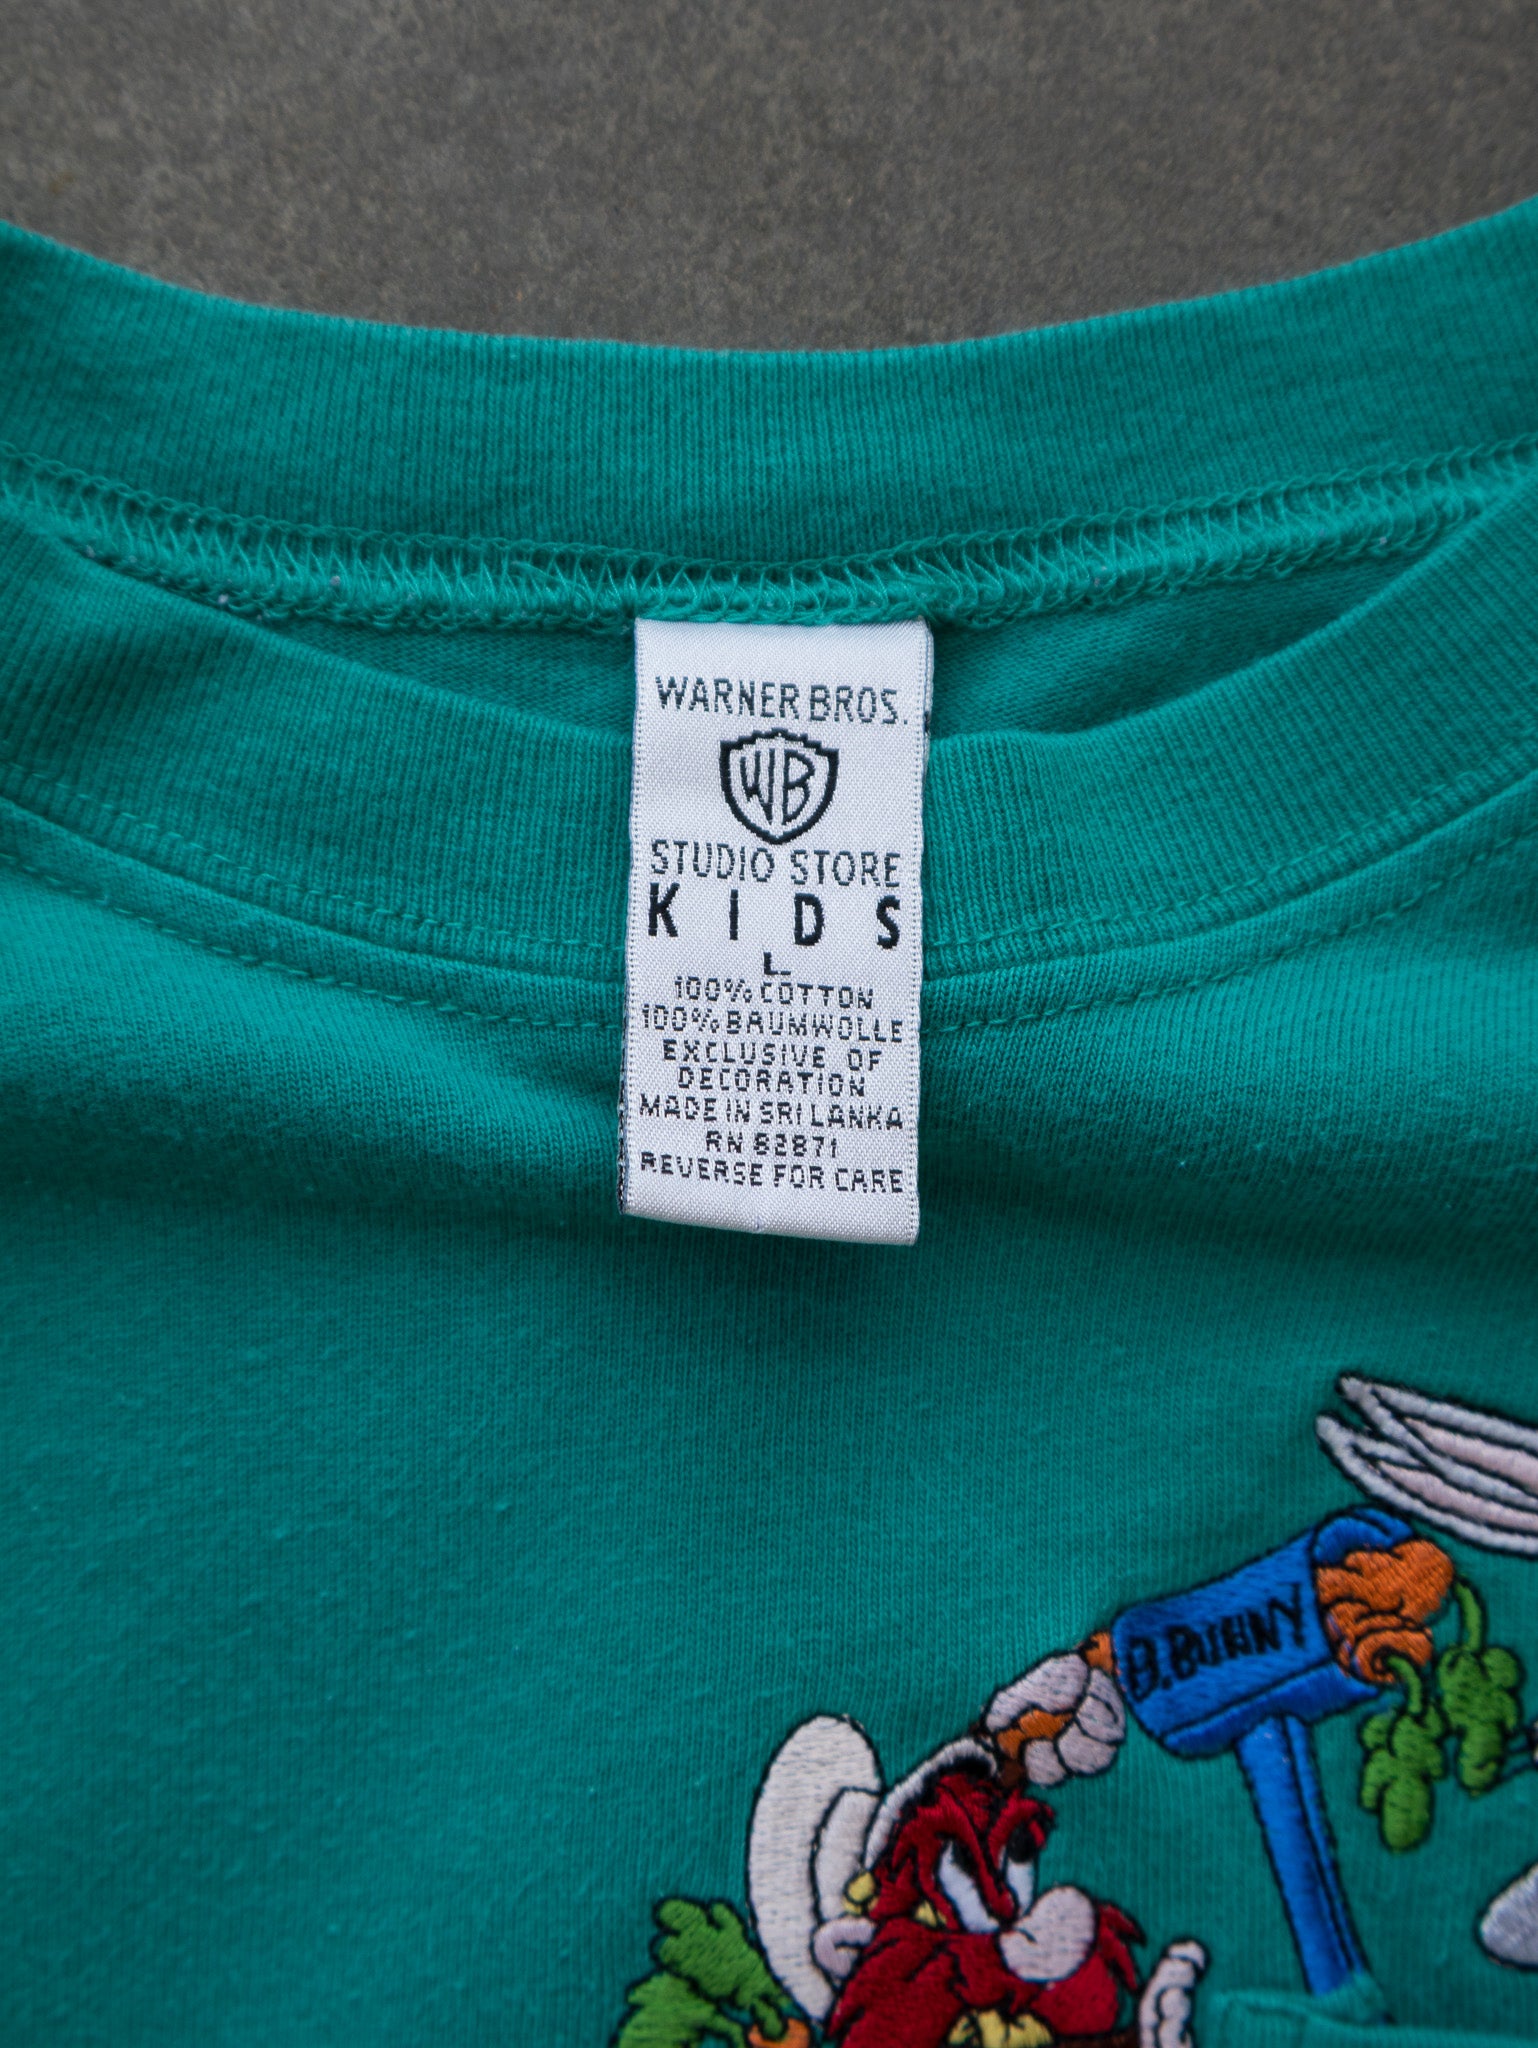 WARNER BROS.
WB
STUDIO STORE
KIDS
L
100% COTTON
100% BAUMWOLLE
EXCLUSIVE OF
DECORATION
MADE IN SRI LANKA
RN 82871
REVERSE FOR CARE
B. BUNNY